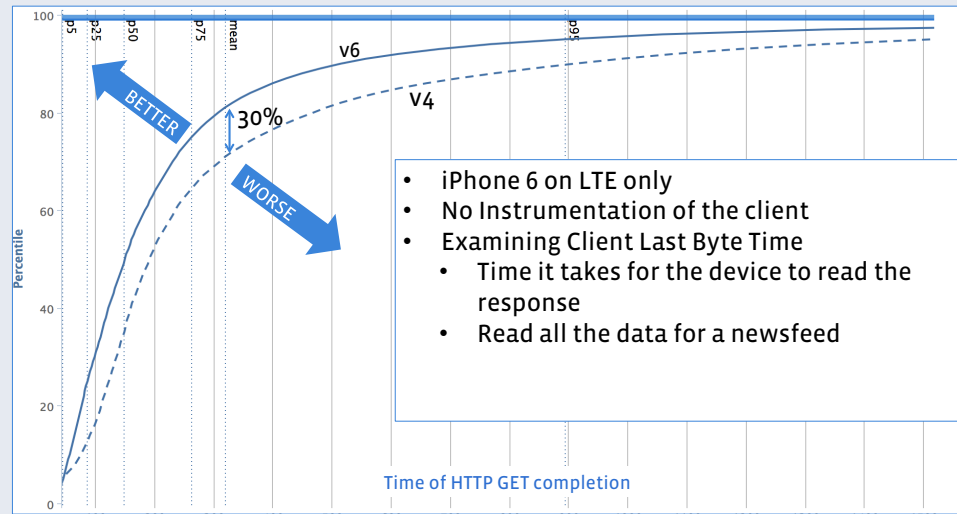 100
80
60
40
20
0
Percentile
p5
p25
p50
p75
mean
p95
v6
v4
30%
BETTER
WORSE
• iPhone 6 on LTE only
• No Instrumentation of the client
• Examining Client Last Byte Time
• Time it takes for the device to read the
response
• Read all the data for a newsfeed
Time of HTTP GET completion